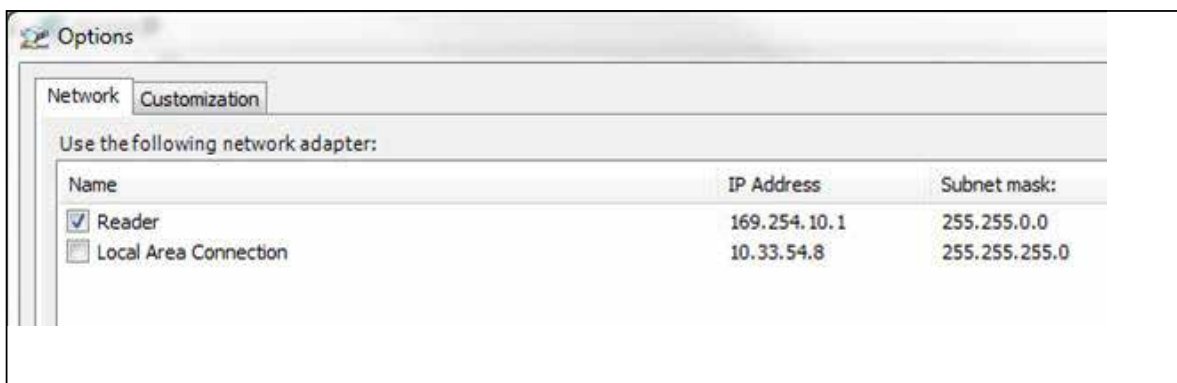 Options
Network Customization
Use the following network adapter:
Name IP Address Subnet mask:
Reader 169.254.10.1 255.255.0.0
Local Area Connection 10.33.54.8 255.255.255.0